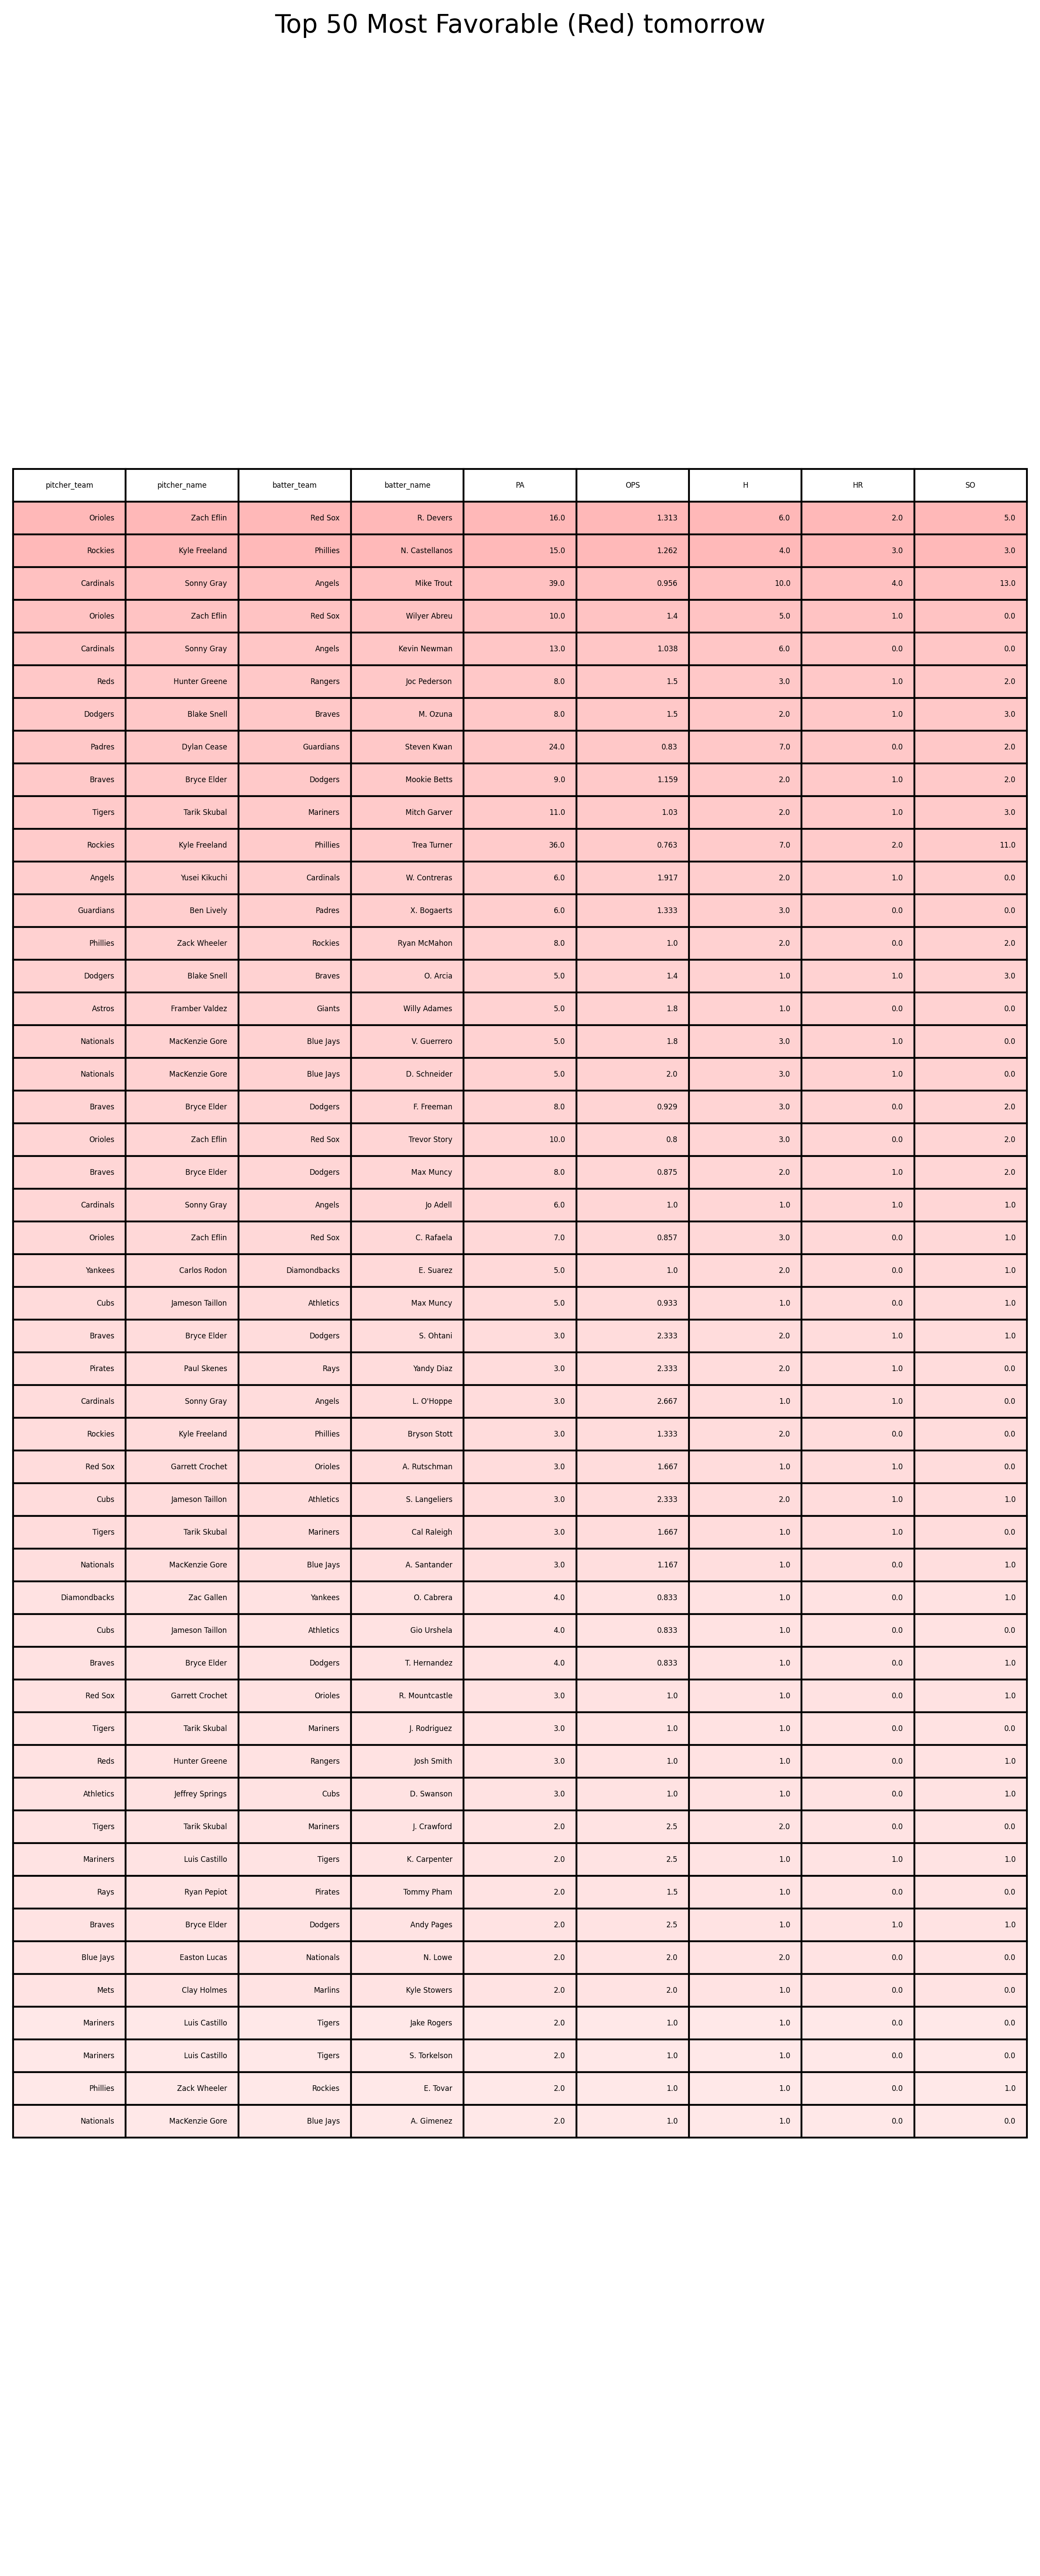 Top 50 Most Favorable (Red) tomorrow
pitcher_team pitcher_name batter_team batter_name PA OPS H HR SO
Orioles Zach Eflin Red Sox R. Devers 16.0 1.313 6.0 2.0 5.0
Rockies Kyle Freeland Phillies N. Castellanos 15.0 1.262 4.0 3.0 3.0
Cardinals Sonny Gray Angels Mike Trout 39.0 0.956 10.0 4.0 13.0
Orioles Zach Eflin Red Sox Wilyer Abreu 10.0 1.4 5.0 1.0 0.0
Cardinals Sonny Gray Angels Kevin Newman 13.0 1.038 6.0 0.0 0.0
Reds Hunter Greene Rangers Joc Pederson 8.0 1.5 3.0 1.0 2.0
Dodgers Blake Snell Braves M. Ozuna 8.0 1.5 2.0 1.0 3.0
Padres Dylan Cease Guardians Steven Kwan 24.0 0.83 7.0 0.0 2.0
Braves Bryce Elder Dodgers Mookie Betts 9.0 1.159 2.0 1.0 2.0
Tigers Tarik Skubal Mariners Mitch Garver 11.0 1.03 2.0 1.0 3.0
Rockies Kyle Freeland Phillies Trea Turner 36.0 0.763 7.0 2.0 11.0
Angels Yusei Kikuchi Cardinals W. Contreras 6.0 1.917 2.0 1.0 0.0
Guardians Ben Lively Padres X. Bogaerts 6.0 1.333 3.0 0.0 0.0
Phillies Zack Wheeler Rockies Ryan McMahon 8.0 1.0 2.0 0.0 2.0
Dodgers Blake Snell Braves O. Arcia 5.0 1.4 1.0 1.0 3.0
Astros Framber Valdez Giants Willy Adames 5.0 1.8 1.0 0.0 0.0
Nationals MacKenzie Gore Blue Jays V. Guerrero 5.0 1.8 3.0 1.0 0.0
Nationals MacKenzie Gore Blue Jays D. Schneider 5.0 2.0 3.0 1.0 0.0
Braves Bryce Elder Dodgers F. Freeman 8.0 0.929 3.0 0.0 2.0
Orioles Zach Eflin Red Sox Trevor Story 10.0 0.8 3.0 0.0 2.0
Braves Bryce Elder Dodgers Max Muncy 8.0 0.875 2.0 1.0 2.0
Cardinals Sonny Gray Angels Jo Adell 6.0 1.0 1.0 1.0 1.0
Orioles Zach Eflin Red Sox C. Rafaela 7.0 0.857 3.0 0.0 1.0
Yankees Carlos Rodon Diamondbacks E. Suarez 5.0 1.0 2.0 0.0 1.0
Cubs Jameson Taillon Athletics Max Muncy 5.0 0.933 1.0 0.0 1.0
Braves Bryce Elder Dodgers S. Ohtani 3.0 2.333 2.0 1.0 1.0
Pirates Paul Skenes Rays Yandy Diaz 3.0 2.333 2.0 1.0 0.0
Cardinals Sonny Gray Angels L. O'Hoppe 3.0 2.667 1.0 1.0 0.0
Rockies Kyle Freeland Phillies Bryson Stott 3.0 1.333 2.0 0.0 0.0
Red Sox Garrett Crochet Orioles A. Rutschman 3.0 1.667 1.0 1.0 0.0
Cubs Jameson Taillon Athletics S. Langeliers 3.0 2.333 2.0 1.0 1.0
Tigers Tarik Skubal Mariners Cal Raleigh 3.0 1.667 1.0 1.0 0.0
Nationals MacKenzie Gore Blue Jays A. Santander 3.0 1.167 1.0 0.0 1.0
Diamondbacks Zac Gallen Yankees O. Cabrera 4.0 0.833 1.0 0.0 1.0
Cubs Jameson Taillon Athletics Gio Urshela 4.0 0.833 1.0 0.0 0.0
Braves Bryce Elder Dodgers T. Hernandez 4.0 0.833 1.0 0.0 1.0
Red Sox Garrett Crochet Orioles R. Mountcastle 3.0 1.0 1.0 0.0 1.0
Tigers Tarik Skubal Mariners J. Rodriguez 3.0 1.0 1.0 0.0 0.0
Reds Hunter Greene Rangers Josh Smith 3.0 1.0 1.0 0.0 1.0
Athletics Jeffrey Springs Cubs D. Swanson 3.0 1.0 1.0 0.0 1.0
Tigers Tarik Skubal Mariners J. Crawford 2.0 2.5 2.0 0.0 0.0
Mariners Luis Castillo Tigers K. Carpenter 2.0 2.5 1.0 1.0 1.0
Rays Ryan Pepiot Pirates Tommy Pham 2.0 1.5 1.0 0.0 0.0
Braves Bryce Elder Dodgers Andy Pages 2.0 2.5 1.0 1.0 1.0
Blue Jays Easton Lucas Nationals N. Lowe 2.0 2.0 2.0 0.0 0.0
Mets Clay Holmes Marlins Kyle Stowers 2.0 2.0 1.0 0.0 0.0
Mariners Luis Castillo Tigers Jake Rogers 2.0 1.0 1.0 0.0 0.0
Mariners Luis Castillo Tigers S. Torkelson 2.0 1.0 1.0 0.0 0.0
Phillies Zack Wheeler Rockies E. Tovar 2.0 1.0 1.0 0.0 1.0
Nationals MacKenzie Gore Blue Jays A. Gimenez 2.0 1.0 1.0 0.0 0.0